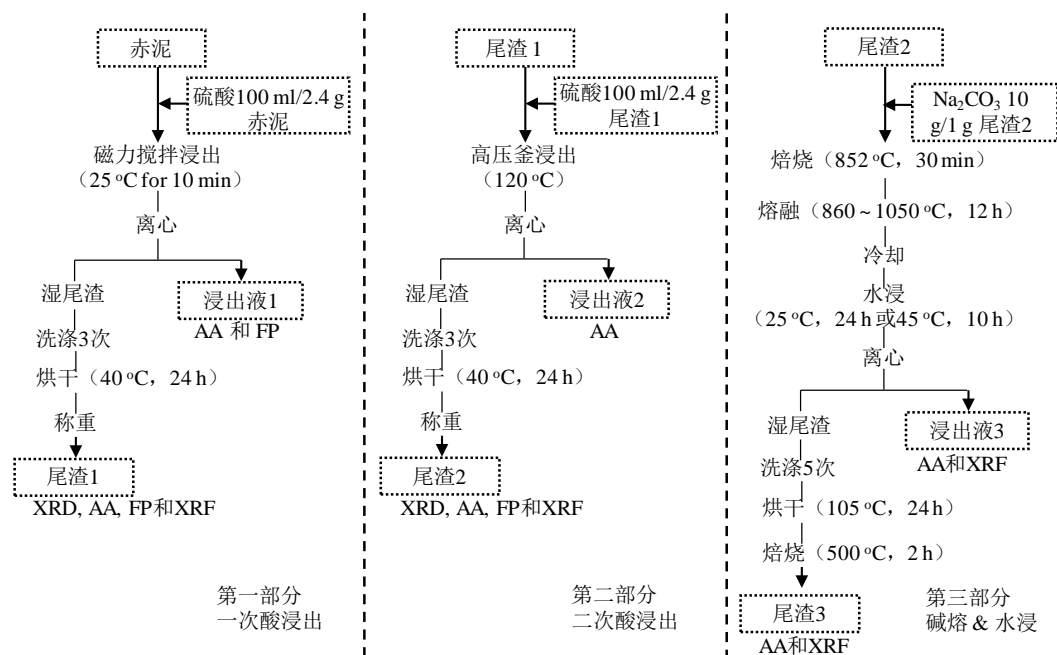 赤泥
硫酸100 ml/2.4 g
赤泥
磁力搅拌浸出
（25 °C for 10 min）
离心
湿尾渣
浸出液1
AA 和 FP
洗涤3次
烘干（40 °C，24 h）
称重
尾渣1
XRD, AA, FP和XRF
第一部分
一次酸浸出
尾渣 1
硫酸100 ml/2.4 g
尾渣1
高压釜浸出
（120 °C）
离心
湿尾渣
浸出液2
AA
洗涤3次
烘干（40 °C，24 h）
称重
尾渣2
XRD, AA, FP和XRF
第二部分
二次酸浸出
尾渣2
Na₂CO₃ 10
g/1 g 尾渣2
焙烧（852 °C，30 min）
熔融（860 ~ 1050 °C，12 h）
冷却
水浸
（25 °C，24 h 或45 °C，10 h）
离心
湿尾渣
浸出液3
AA和XRF
洗涤5次
烘干（105 °C，24 h）
焙烧（500 °C，2 h）
尾渣3
AA和XRF
第三部分
碱熔 & 水浸